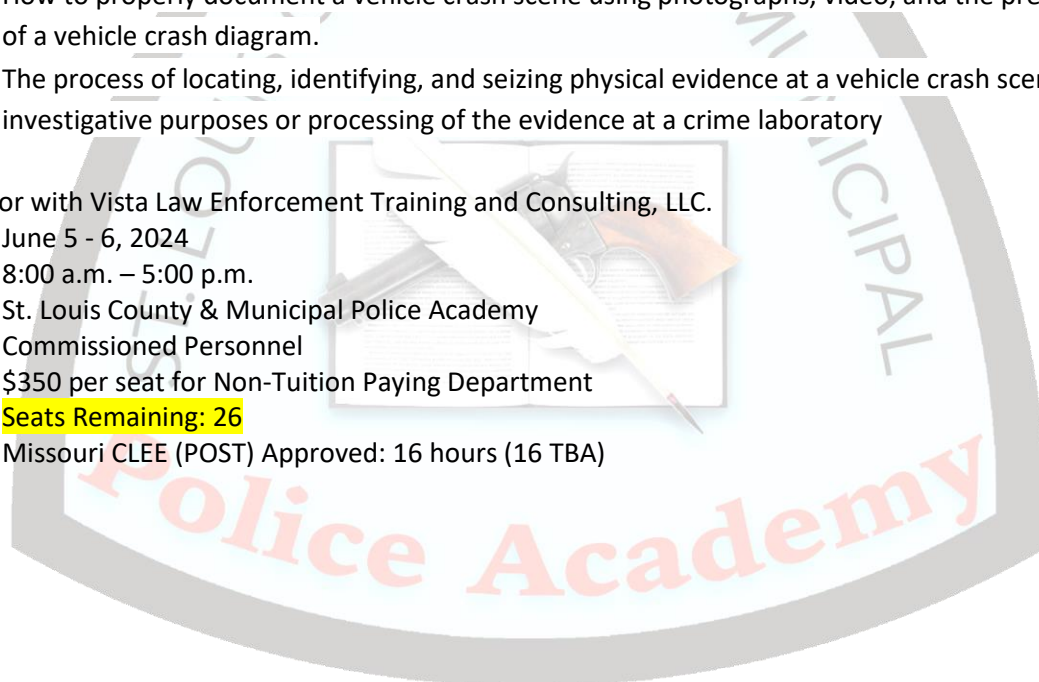 How to properly document a vehicle crash scene using photographs, video, and the pre
of a vehicle crash diagram.
The process of locating, identifying, and seizing physical evidence at a vehicle crash scen
investigative purposes or processing of the evidence at a crime laboratory
or with Vista Law Enforcement Training and Consulting, LLC.
June 5 - 6, 2024
8:00 a.m. – 5:00 p.m.
St. Louis County & Municipal Police Academy
Commissioned Personnel
$350 per seat for Non-Tuition Paying Department
Seats Remaining: 26
Missouri CLEE (POST) Approved: 16 hours (16 TBA)
MUNICIPAL
Police Academy